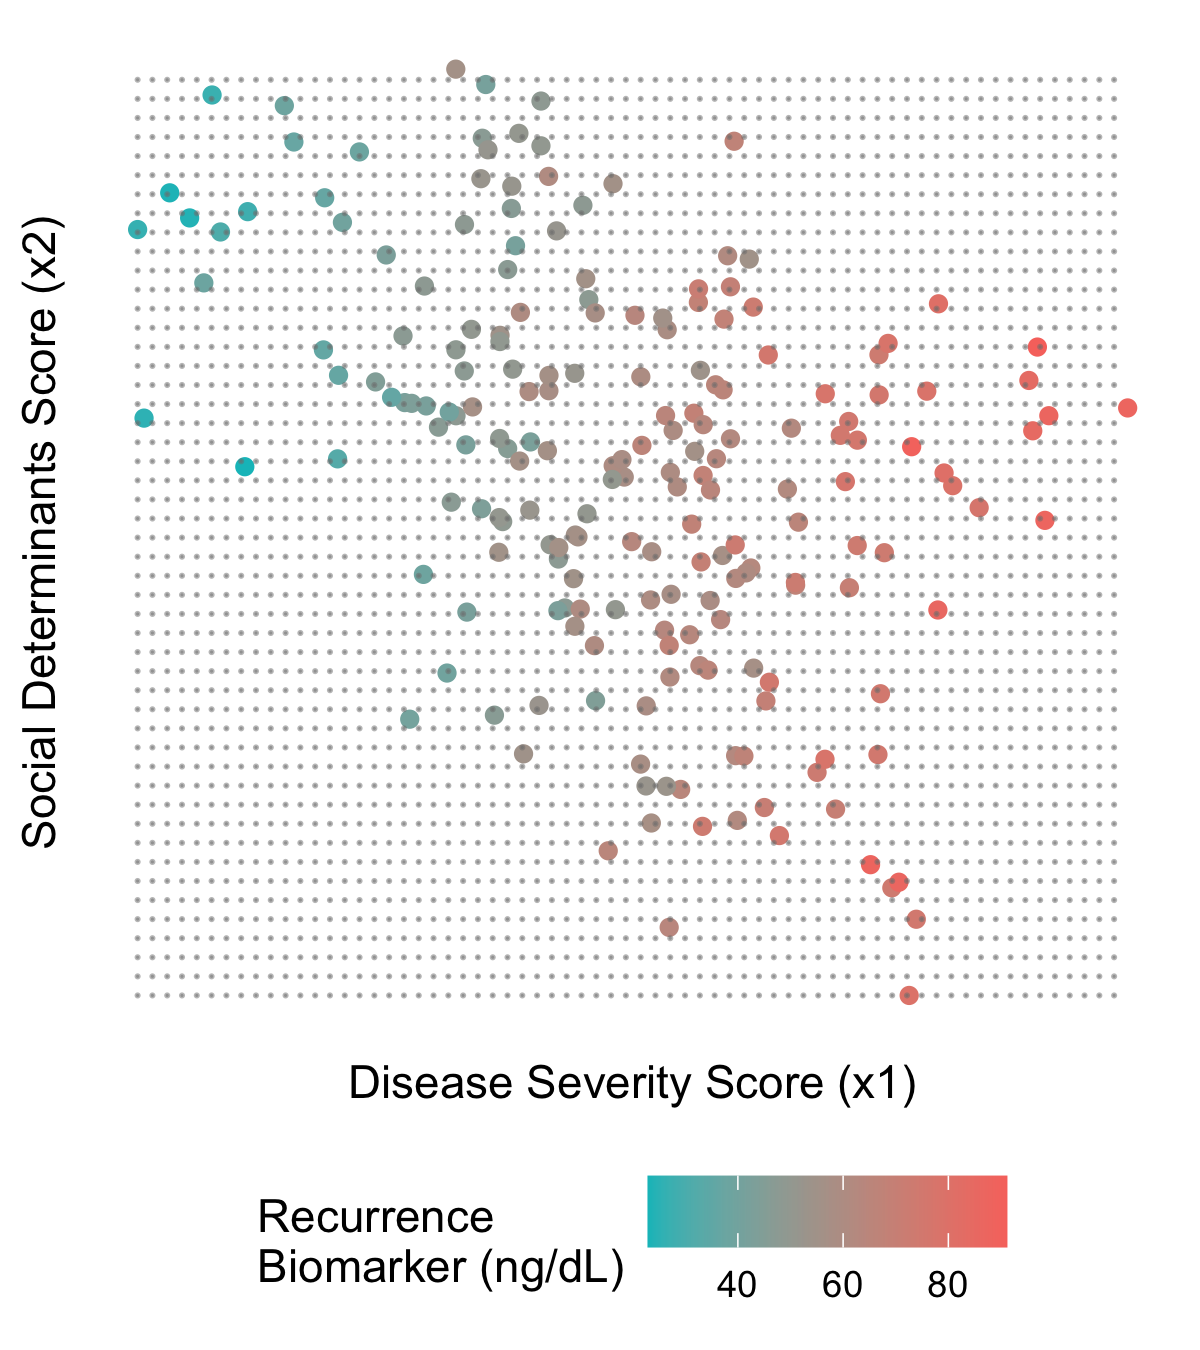 Social Determinants Score (x2)
Disease Severity Score (x1)
Recurrence
Biomarker (ng/dL)
40 60 80